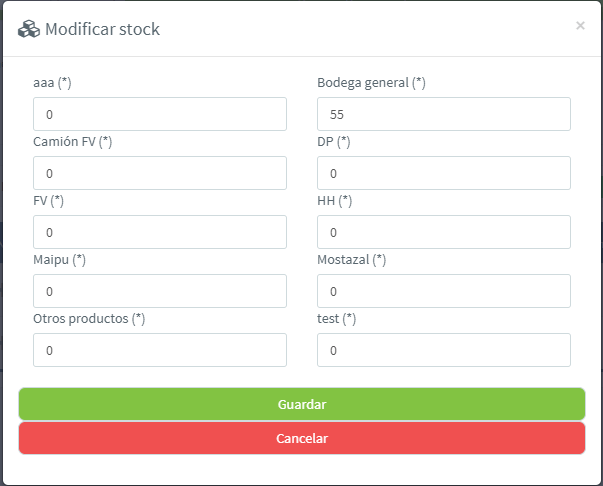 Modificar stock ×
aaa (*) Bodega general (*)
0 55
Camión FV (*) DP (*)
0 0
FV (*) HH (*)
0 0
Maipu (*) Mostazal (*)
0 0
Otros productos (*) test (*)
0 0
Guardar
Cancelar